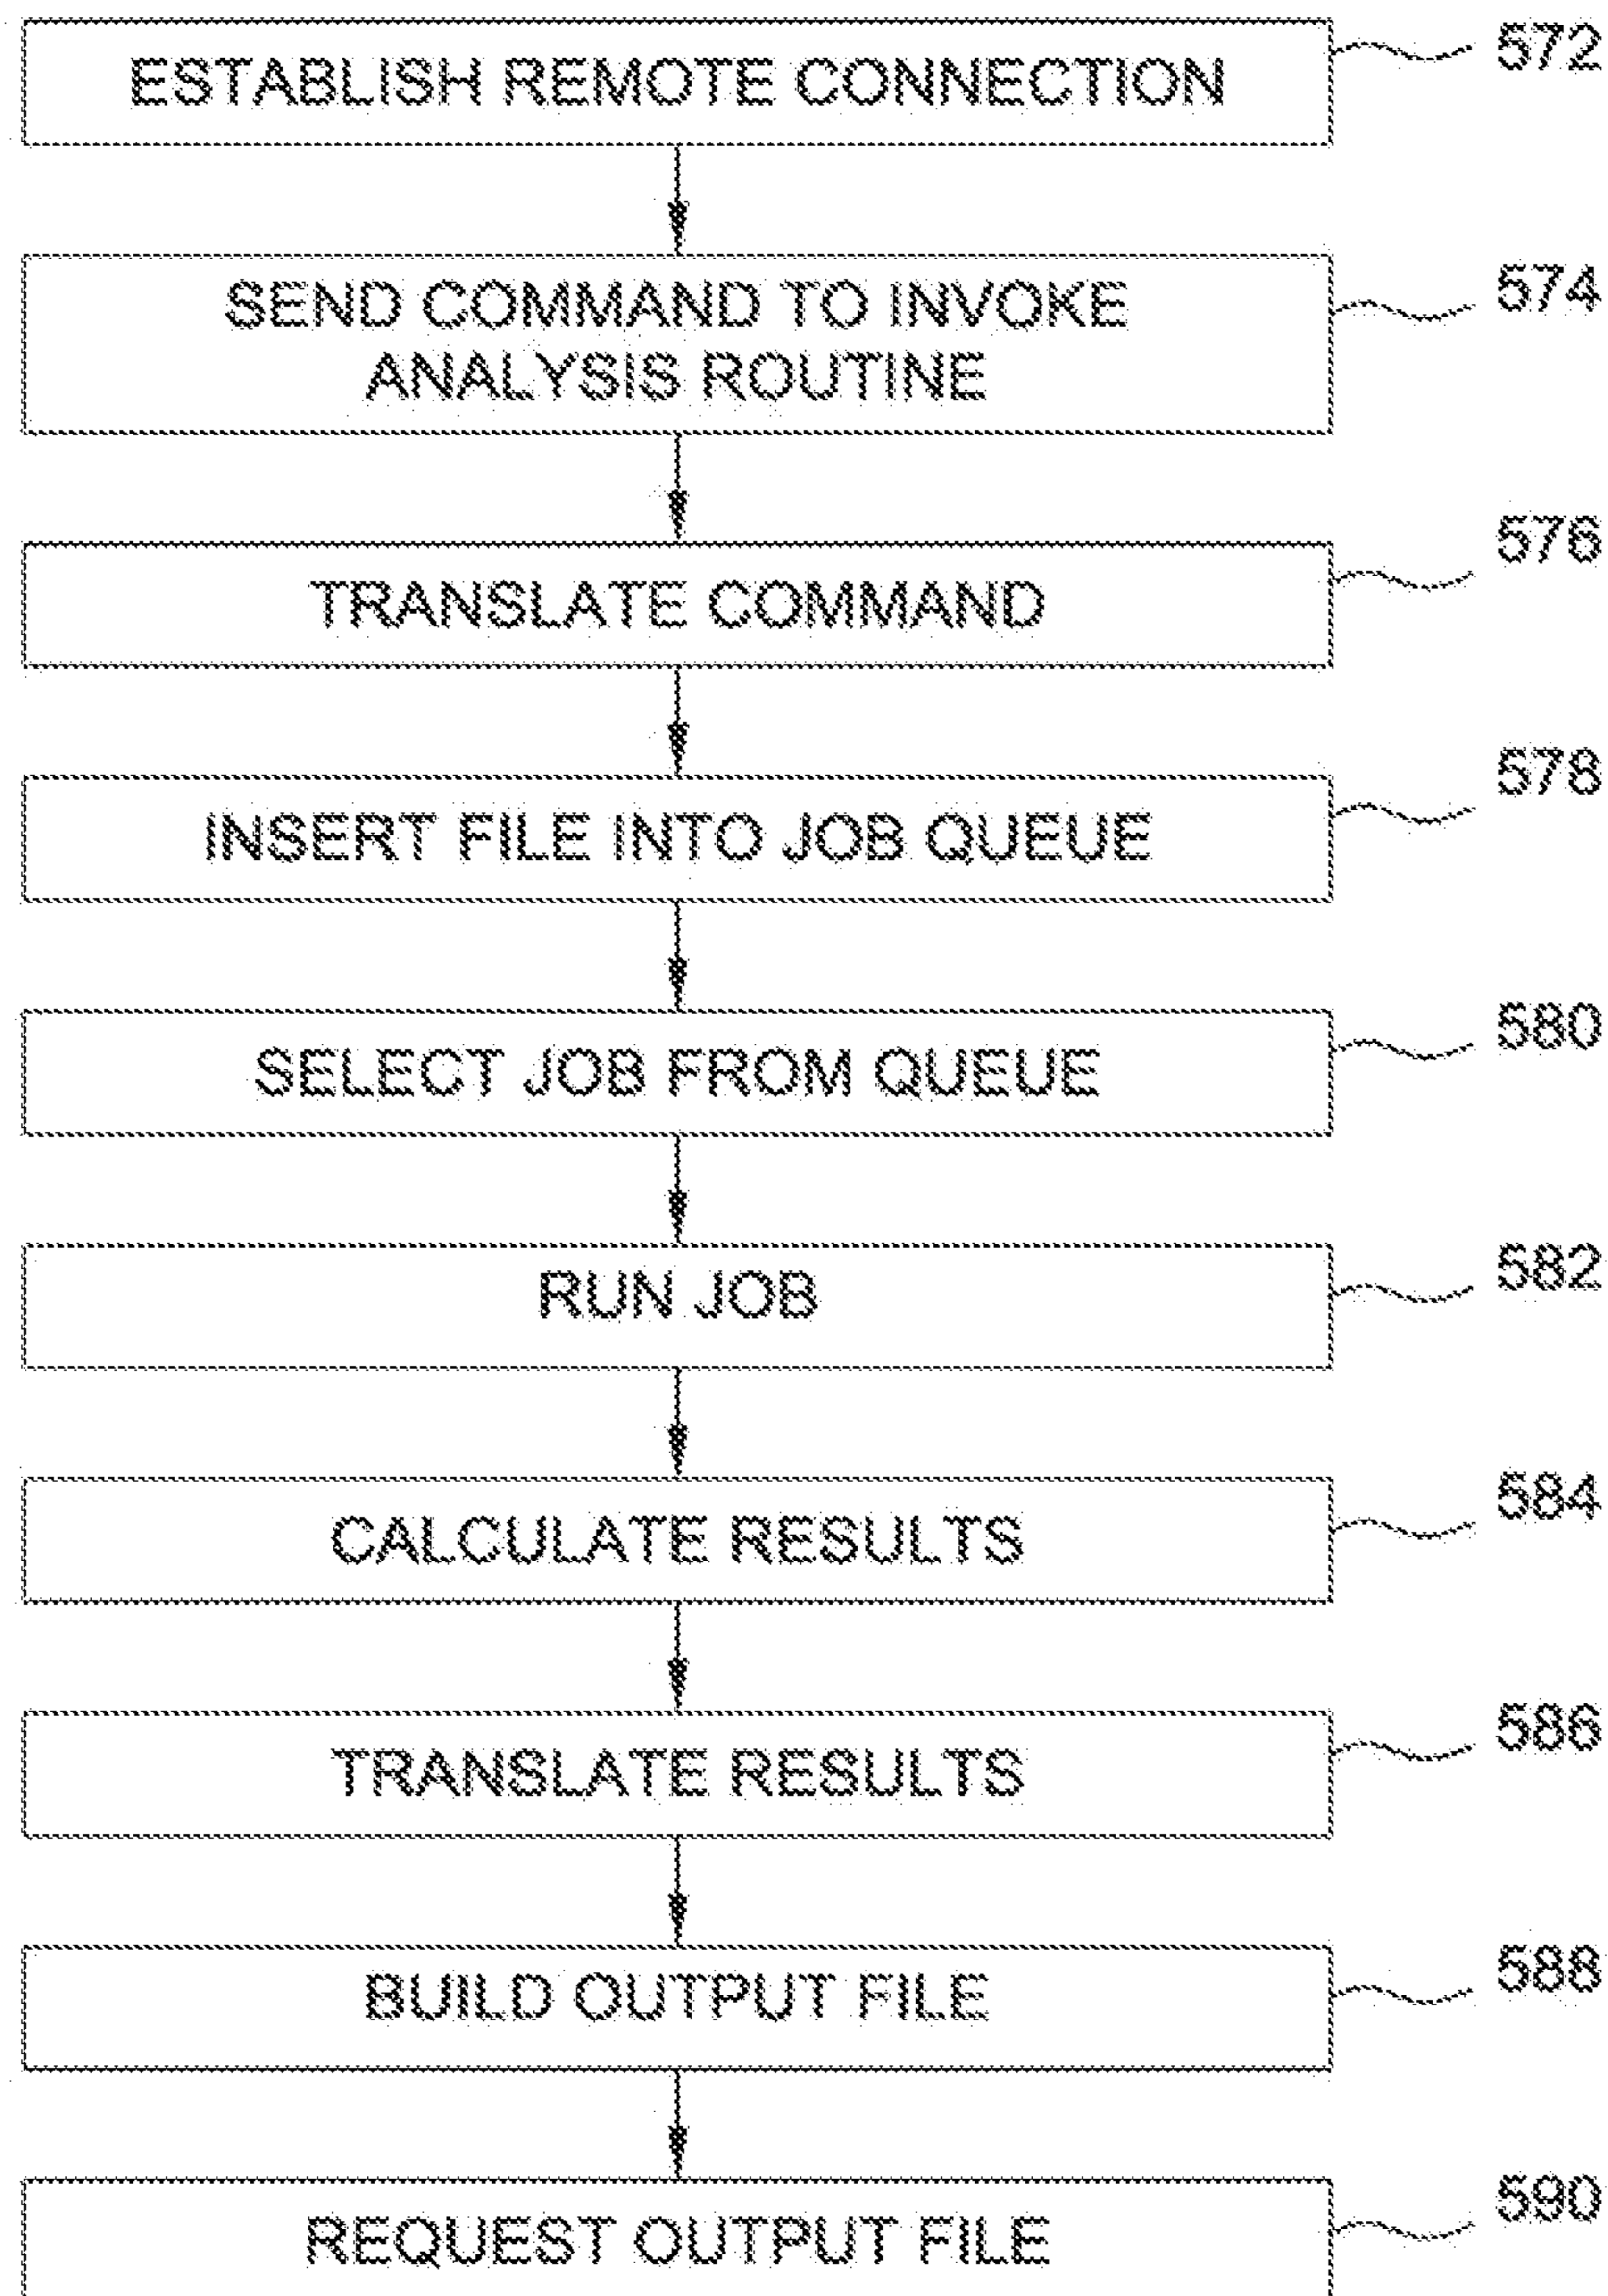 ESTABLISH REMOTE CONNECTION
572
SEND COMMAND TO INVOKE
ANALYSIS ROUTINE
574
TRANSLATE COMMAND
576
INSERT FILE INTO JOB QUEUE
578
SELECT JOB FROM QUEUE
580
RUN JOB
582
CALCULATE RESULTS
584
TRANSLATE RESULTS
586
BUILD OUTPUT FILE
588
REQUEST OUTPUT FILE
590